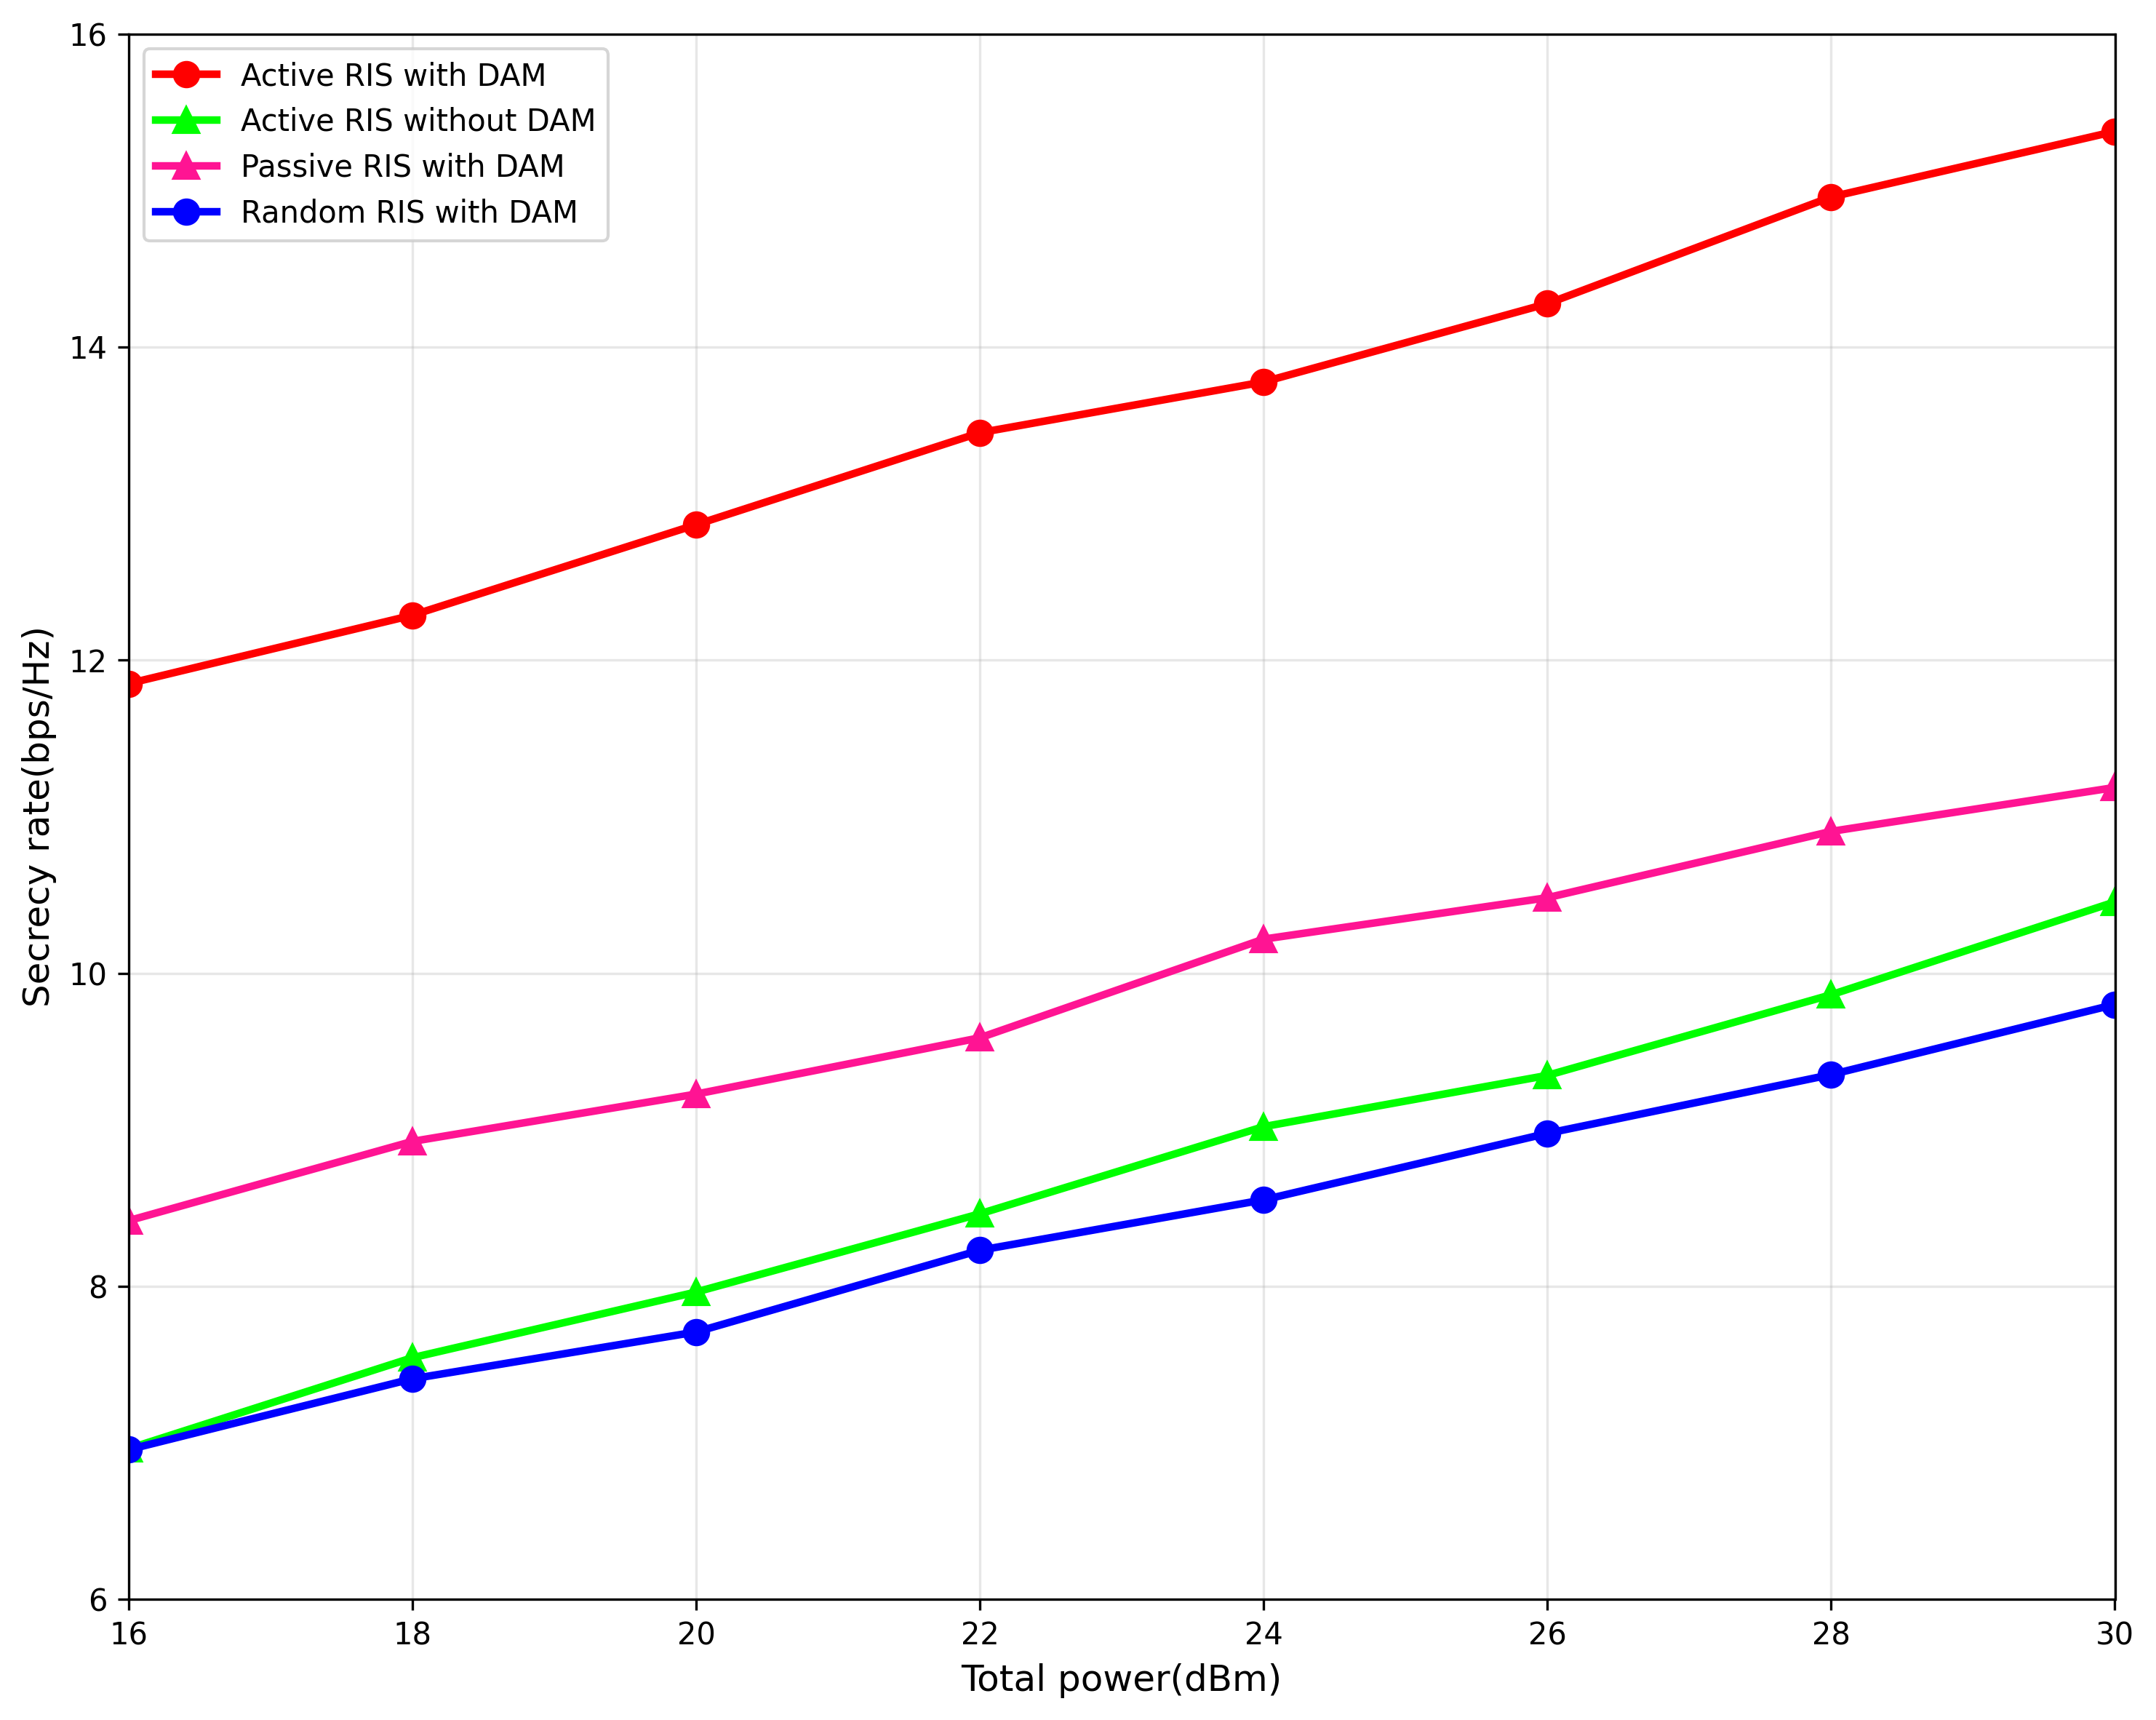 Active RIS with DAM
Active RIS without DAM
Passive RIS with DAM
Random RIS with DAM
Secrecy rate(bps/Hz)
16
14
12
10
8
6
16 18 20 22 24 26 28 30
Total power(dBm)